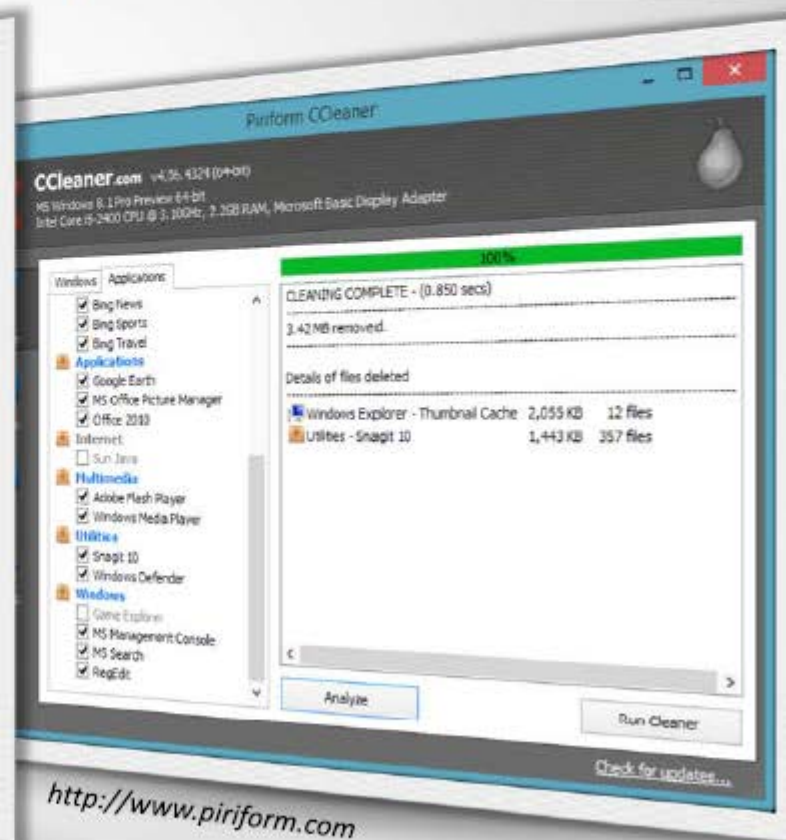 Piriform CCleaner
CCleaner.com v4.06.4324 (64-bit)
MS Windows 8.1 Pro Preview 64-bit
Intel Core i5-2400 CPU @ 3.10GHz, 2.2GB RAM, Microsoft Basic Display Adapter
Windows
Applications
Bing News
Bing Sports
Bing Travel
Applications
Google Earth
MS Office Picture Manager
Office 2010
Internet
Sun Java
Multimedia
Adobe Flash Player
Windows Media Player
Utilities
Snagit 10
Windows Defender
Windows
Game Explorer
MS Management Console
MS Search
RegEdit
100%
CLEANING COMPLETE - (0.850 secs)
3.42 MB removed.
Details of files deleted
Windows Explorer - Thumbnail Cache 2,055 KB 12 files
Utilities - Snagit 10 1,443 KB 357 files
Analyze
Run Cleaner
Check for updates...
http://www.piriform.com